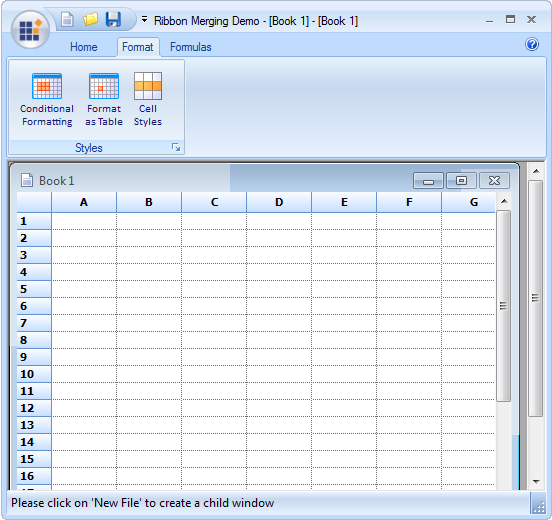 Ribbon Merging Demo - [Book 1] - [Book 1]
Home Format Formulas
Conditional Formatting
Format as Table
Cell Styles
Styles
Book 1
A B C D E F G
1
2
3
4
5
6
7
8
9
10
11
12
13
14
15
16
Please click on 'New File' to create a child window